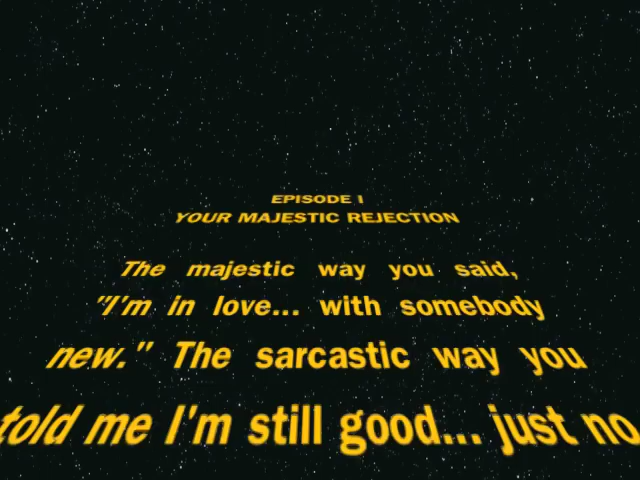 EPISODE I
YOUR MAJESTIC REJECTION
The majestic way you said,
"I'm in love... with somebody
new." The sarcastic way you
told me I'm still good... just